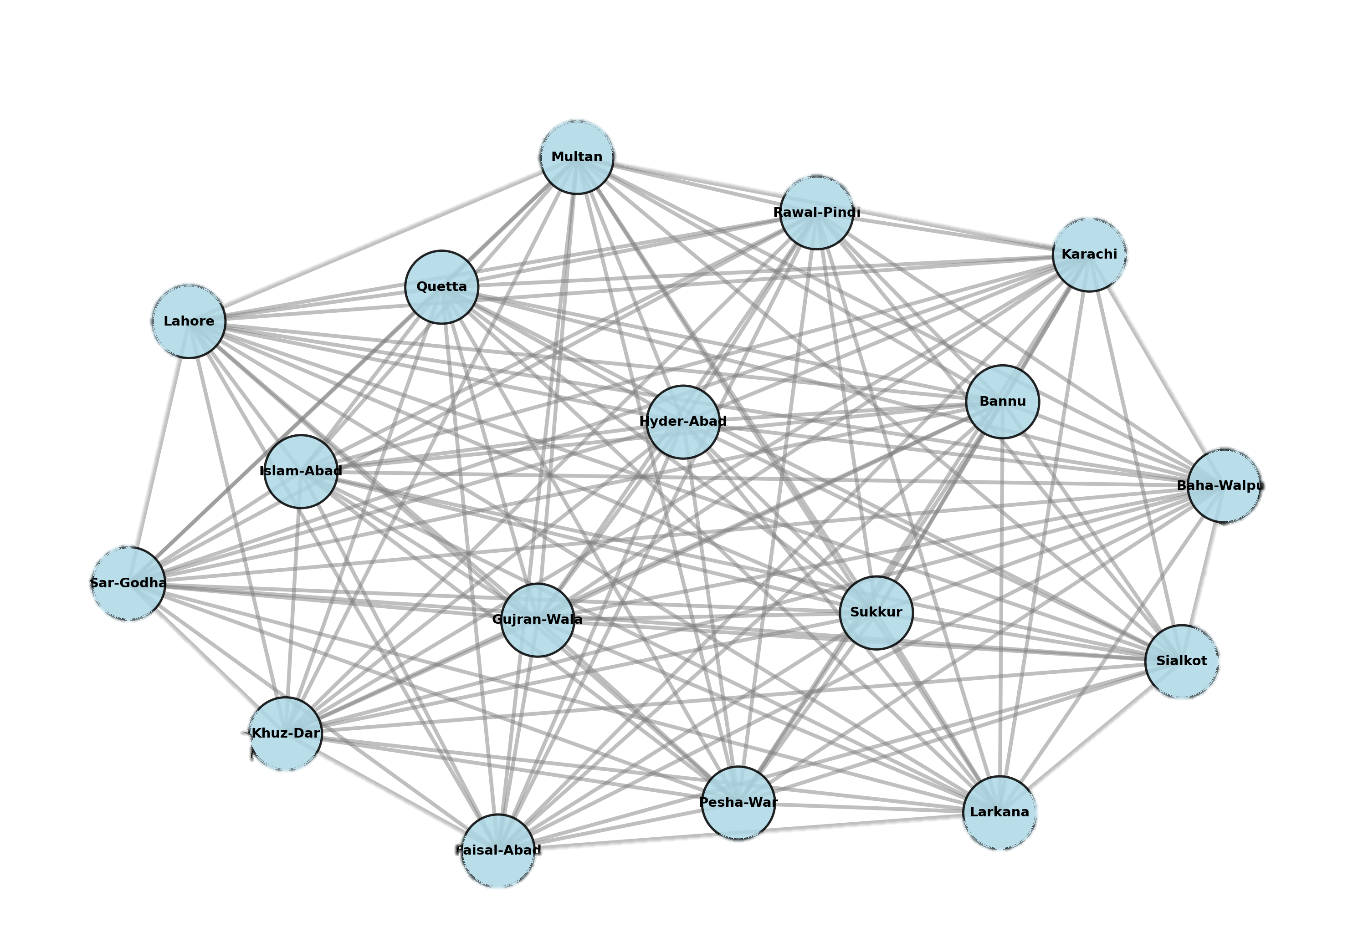 Multan
Rawal-Pindi
Karachi
Quetta
Lahore
Bannu
Hyder-Abad
Islam-Abad
Baha-Walpu
Sar-Godha
Sukkur
Gujran-Wala
Sialkot
Khuz-Dar
Pesha-War
Larkana
Faisal-Abad